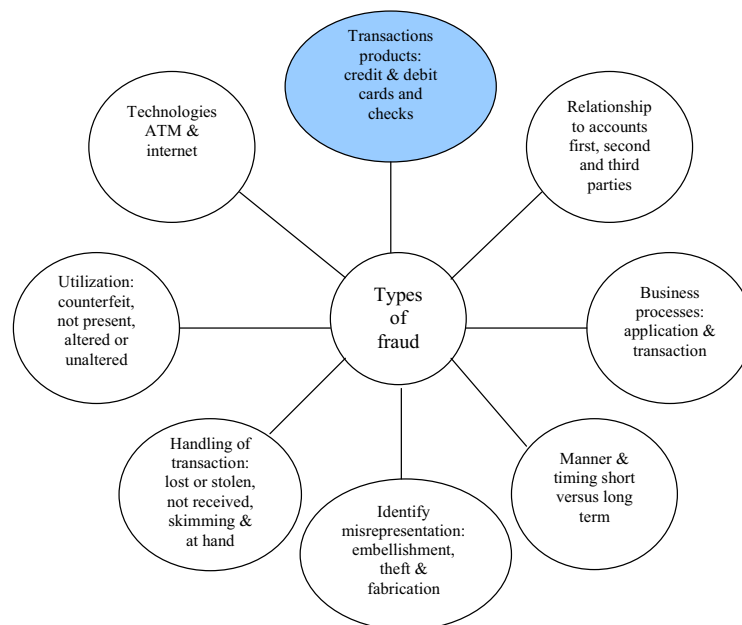 Transactions
products:
credit & debit
cards and
checks
Technologies
ATM &
internet
Relationship
to accounts
first, second
and third
parties
Utilization:
counterfeit,
not present,
altered or
unaltered
Types
of
fraud
Business
processes:
application &
transaction
Handling of
transaction:
lost or stolen,
not received,
skimming &
at hand
Identify
misrepresentation:
embellishment,
theft &
fabrication
Manner &
timing short
versus long
term